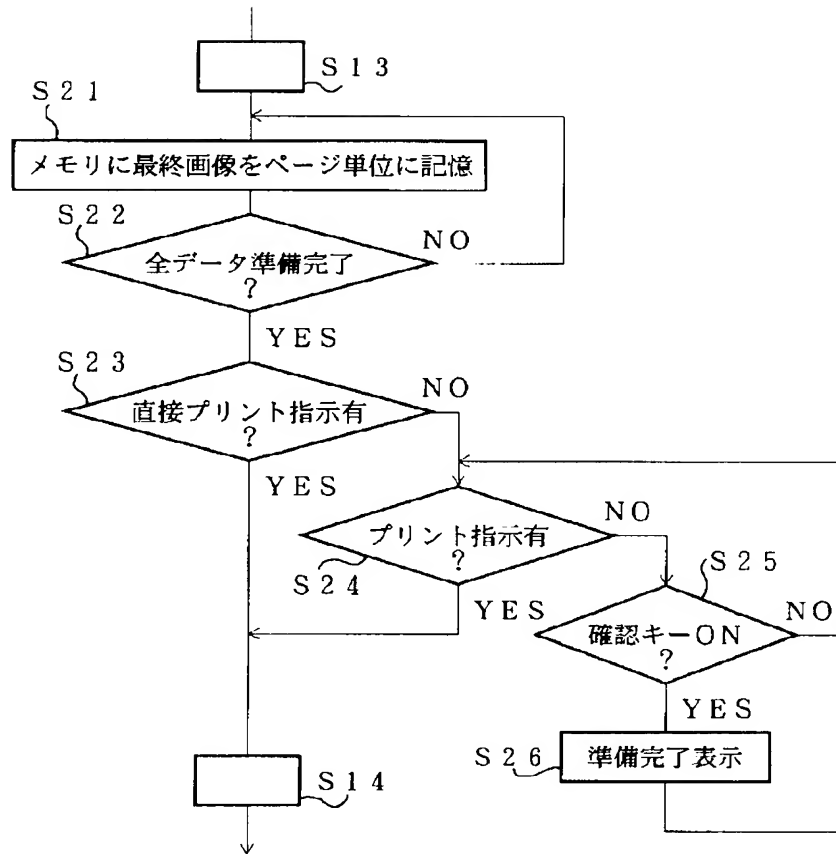 Ｓ１３
Ｓ２１
メモリに最終画像をページ単位に記憶
Ｓ２２
ＮＯ
全データ準備完了
？
ＹＥＳ
Ｓ２３
ＮＯ
直接プリント指示有
？
ＹＥＳ
ＮＯ
プリント指示有
？
Ｓ２４
Ｓ２５
ＹＥＳ
ＮＯ
確認キーＯＮ
？
ＹＥＳ
Ｓ２６
準備完了表示
Ｓ１４